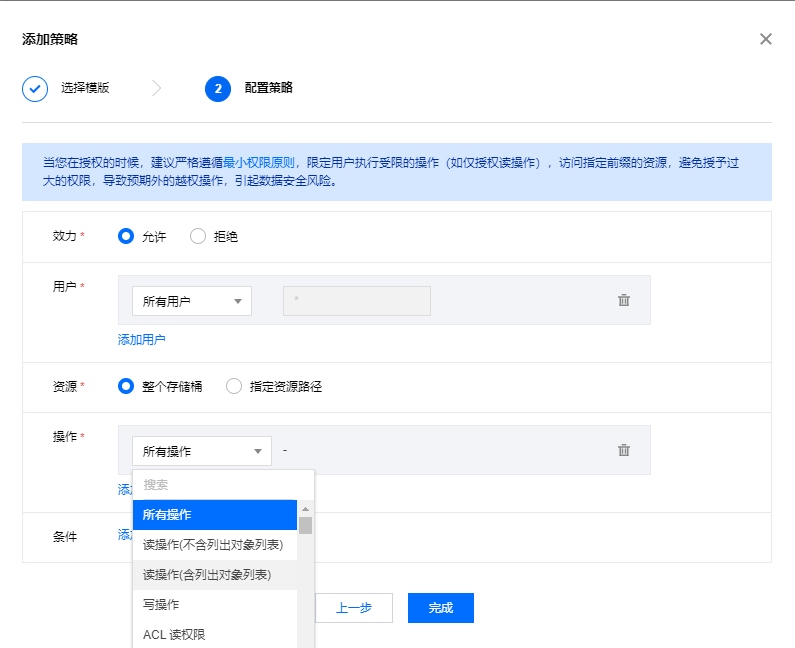 添加策略
选择模版
2 配置策略
当您在授权的时候，建议严格遵循最小权限原则，限定用户执行受限的操作（如仅授权读操作），访问指定前缀的资源，避免授予过
大的权限，导致预期外的越权操作，引起数据安全风险。
效力 * 允许 拒绝
用户 * 所有用户 *
添加用户
资源 * 整个存储桶 指定资源路径
操作 * 所有操作 -
搜索
所有操作
条件
读操作(不含列出对象列表)
读操作(含列出对象列表)
写操作
上一步 完成
ACL 读权限